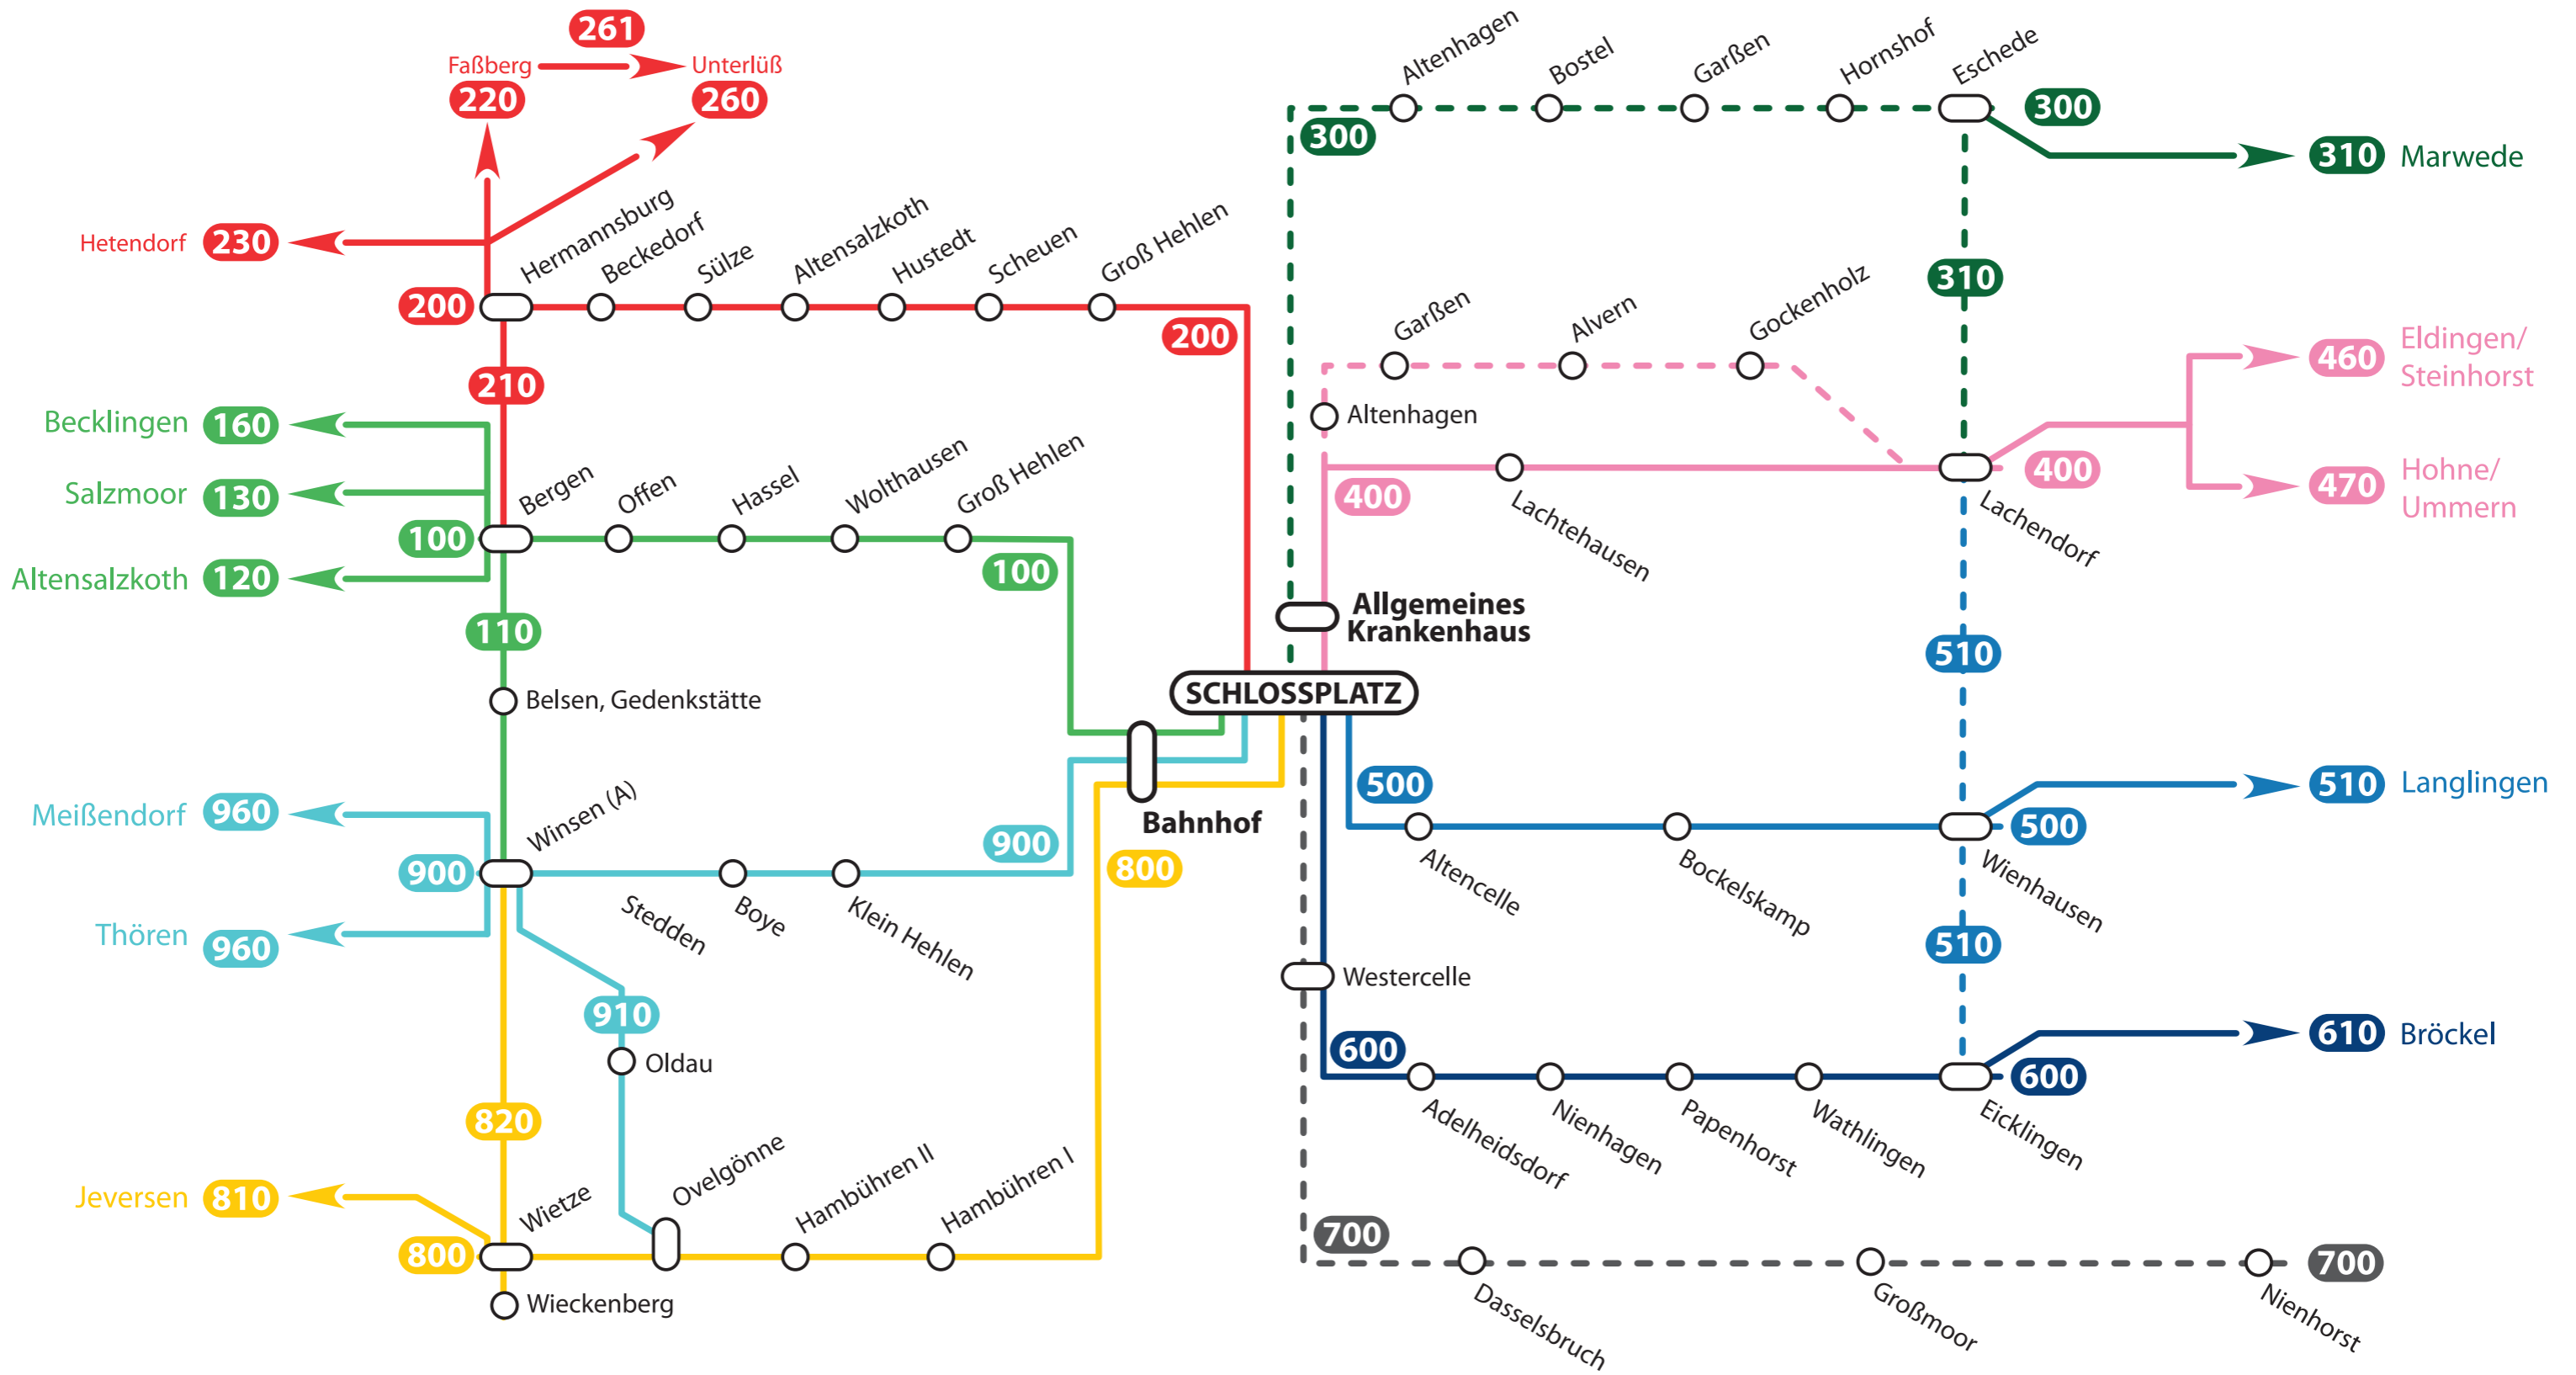 261
Faßberg
Unterlüß
220
260
Hetendorf
230
200
Hermannsburg
Beckedorf
Sülze
Altensalzkoth
Hustedt
Scheuen
Groß Hehlen
200
210
Becklingen
160
Salzmoor
130
100
Altensalzkoth
120
Bergen
Offen
Hassel
Wolthausen
Groß Hehlen
100
110
Belsen, Gedenkstätte
Meißendorf
960
900
Thören
960
Winsen (A)
Stedden
Boye
Klein Hehlen
900
910
Oldau
820
Jeversen
810
800
Wietze
Ovelgönne
Hambühren II
Hambühren I
800
Wieckenberg
Bahnhof
SCHLOSSPLATZ
Allgemeines
Krankenhaus
300
Altenhagen
Bostel
Garßen
Hornshof
Eschede
300
310
Marwede
310
Garßen
Alvern
Gockenholz
Altenhagen
400
Lachtehausen
Lachendorf
400
460
Eldingen/
Steinhorst
470
Hohne/
Ummern
510
500
Altencelle
Bockelskamp
Wienhausen
500
510
Langlingen
510
Westercelle
600
Adelheidsdorf
Nienhagen
Papenhorst
Wathlingen
Eicklingen
600
610
Bröckel
700
Dasselsbruch
Großmoor
Nienhorst
700